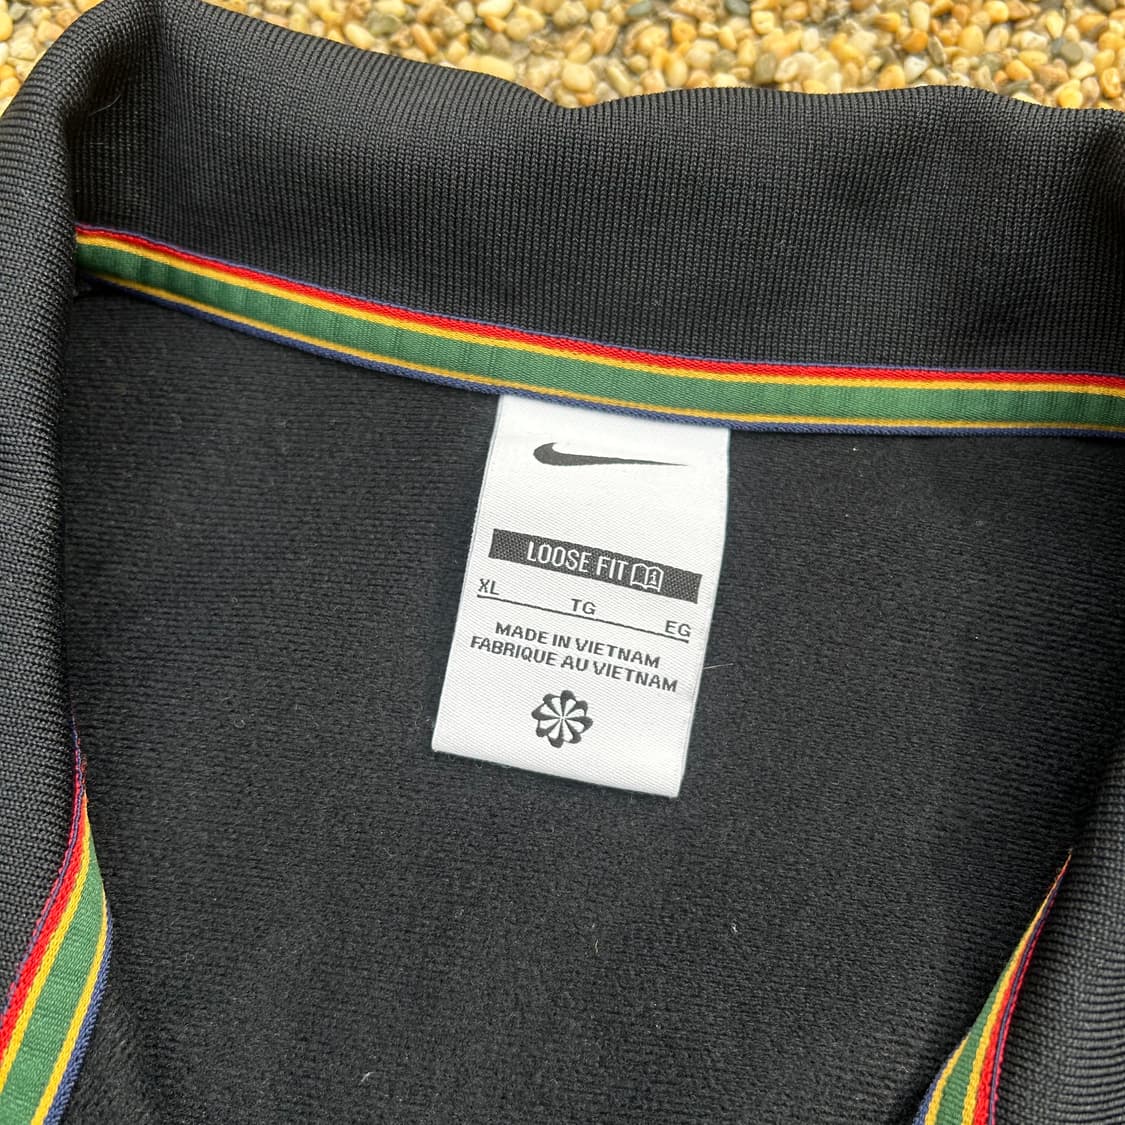 LOOSE FIT
XL TG EG
MADE IN VIETNAM
FABRIQUE AU VIETNAM